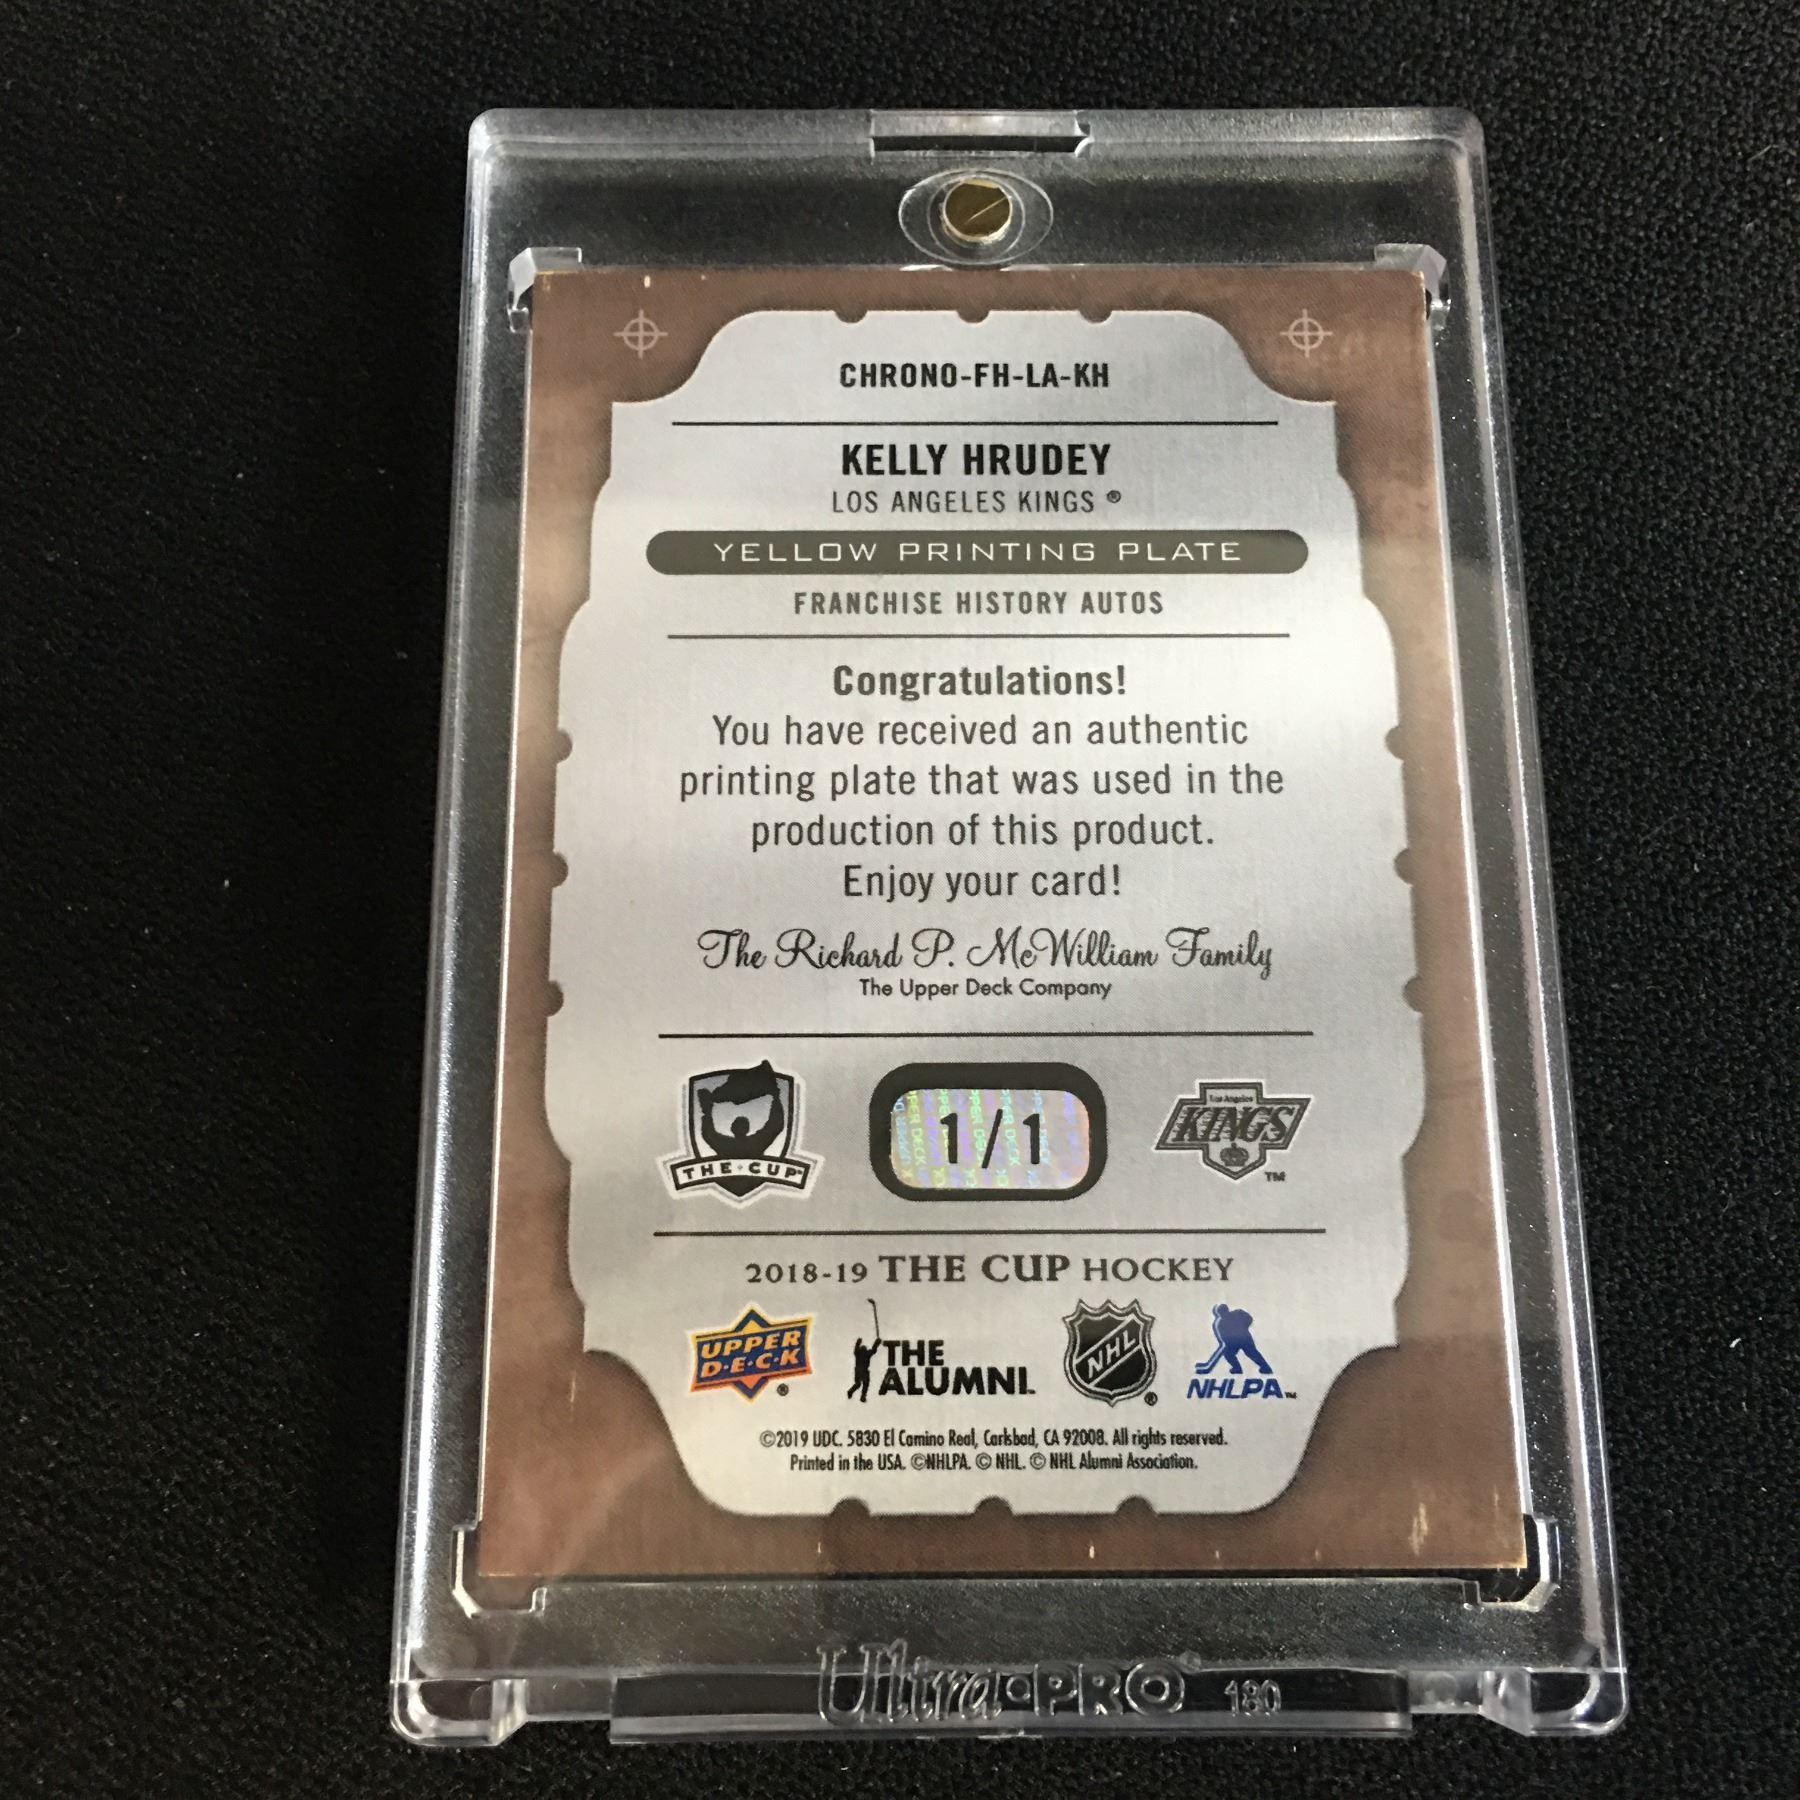 CHRONO-FH-LA-KH
KELLY HRUDEY
LOS ANGELES KINGS ®
YELLOW PRINTING PLATE
FRANCHISE HISTORY AUTOS
Congratulations!
You have received an authentic
printing plate that was used in the
production of this product.
Enjoy your card!
The Richard P. McWilliam Family
The Upper Deck Company
THE CUP
1/1
Los Angeles
KINGS
TM
2018-19 THE CUP HOCKEY
UPPER
D·E·C·K
®
THE
ALUMNI
NHL
®
NHLPA
©2019 UDC. 5830 El Camino Real, Carlsbad, CA 92008. All rights reserved.
Printed in the USA. ©NHLPA. © NHL. © NHL Alumni Association.
Ultra·PRO® 180